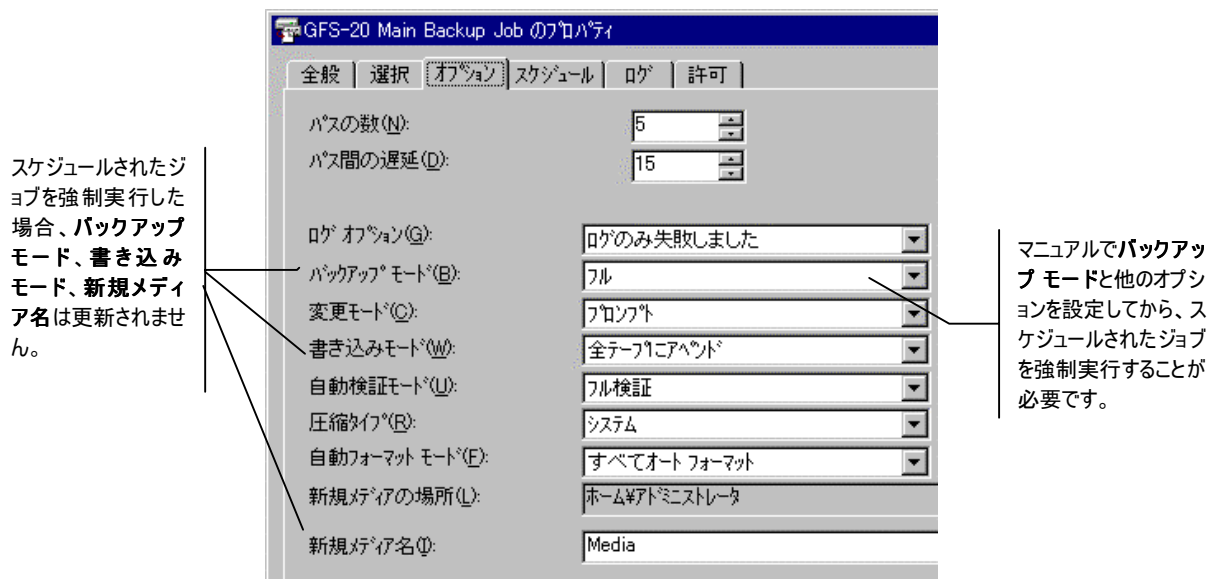 GFS-20 Main Backup Job のプロパティ
全般 選択 オプション スケジュール ログ 許可
パスの数(N): 5
パス間の遅延(D): 15
ログ オプション(G): ログのみ失敗しました
バックアップ モード(B): フル
変更モード(C): プロンプト
書き込みモード(W): 全テープにアペンド
自動検証モード(U): フル検証
圧縮タイプ(R): システム
自動フォーマット モード(F): すべてオート フォーマット
新規メディアの場所(L): ホーム¥アドミニストレータ
新規メディア名(I): Media
スケジュールされたジ
ョブを強制実行した
場合、バックアップ
モード、書き込み
モード、新規メディ
ア名は更新されませ
ん。
マニュアルでバックアッ
プ モードと他のオプシ
ョンを設定してから、ス
ケジュールされたジョブ
を強制実行することが
必要です。